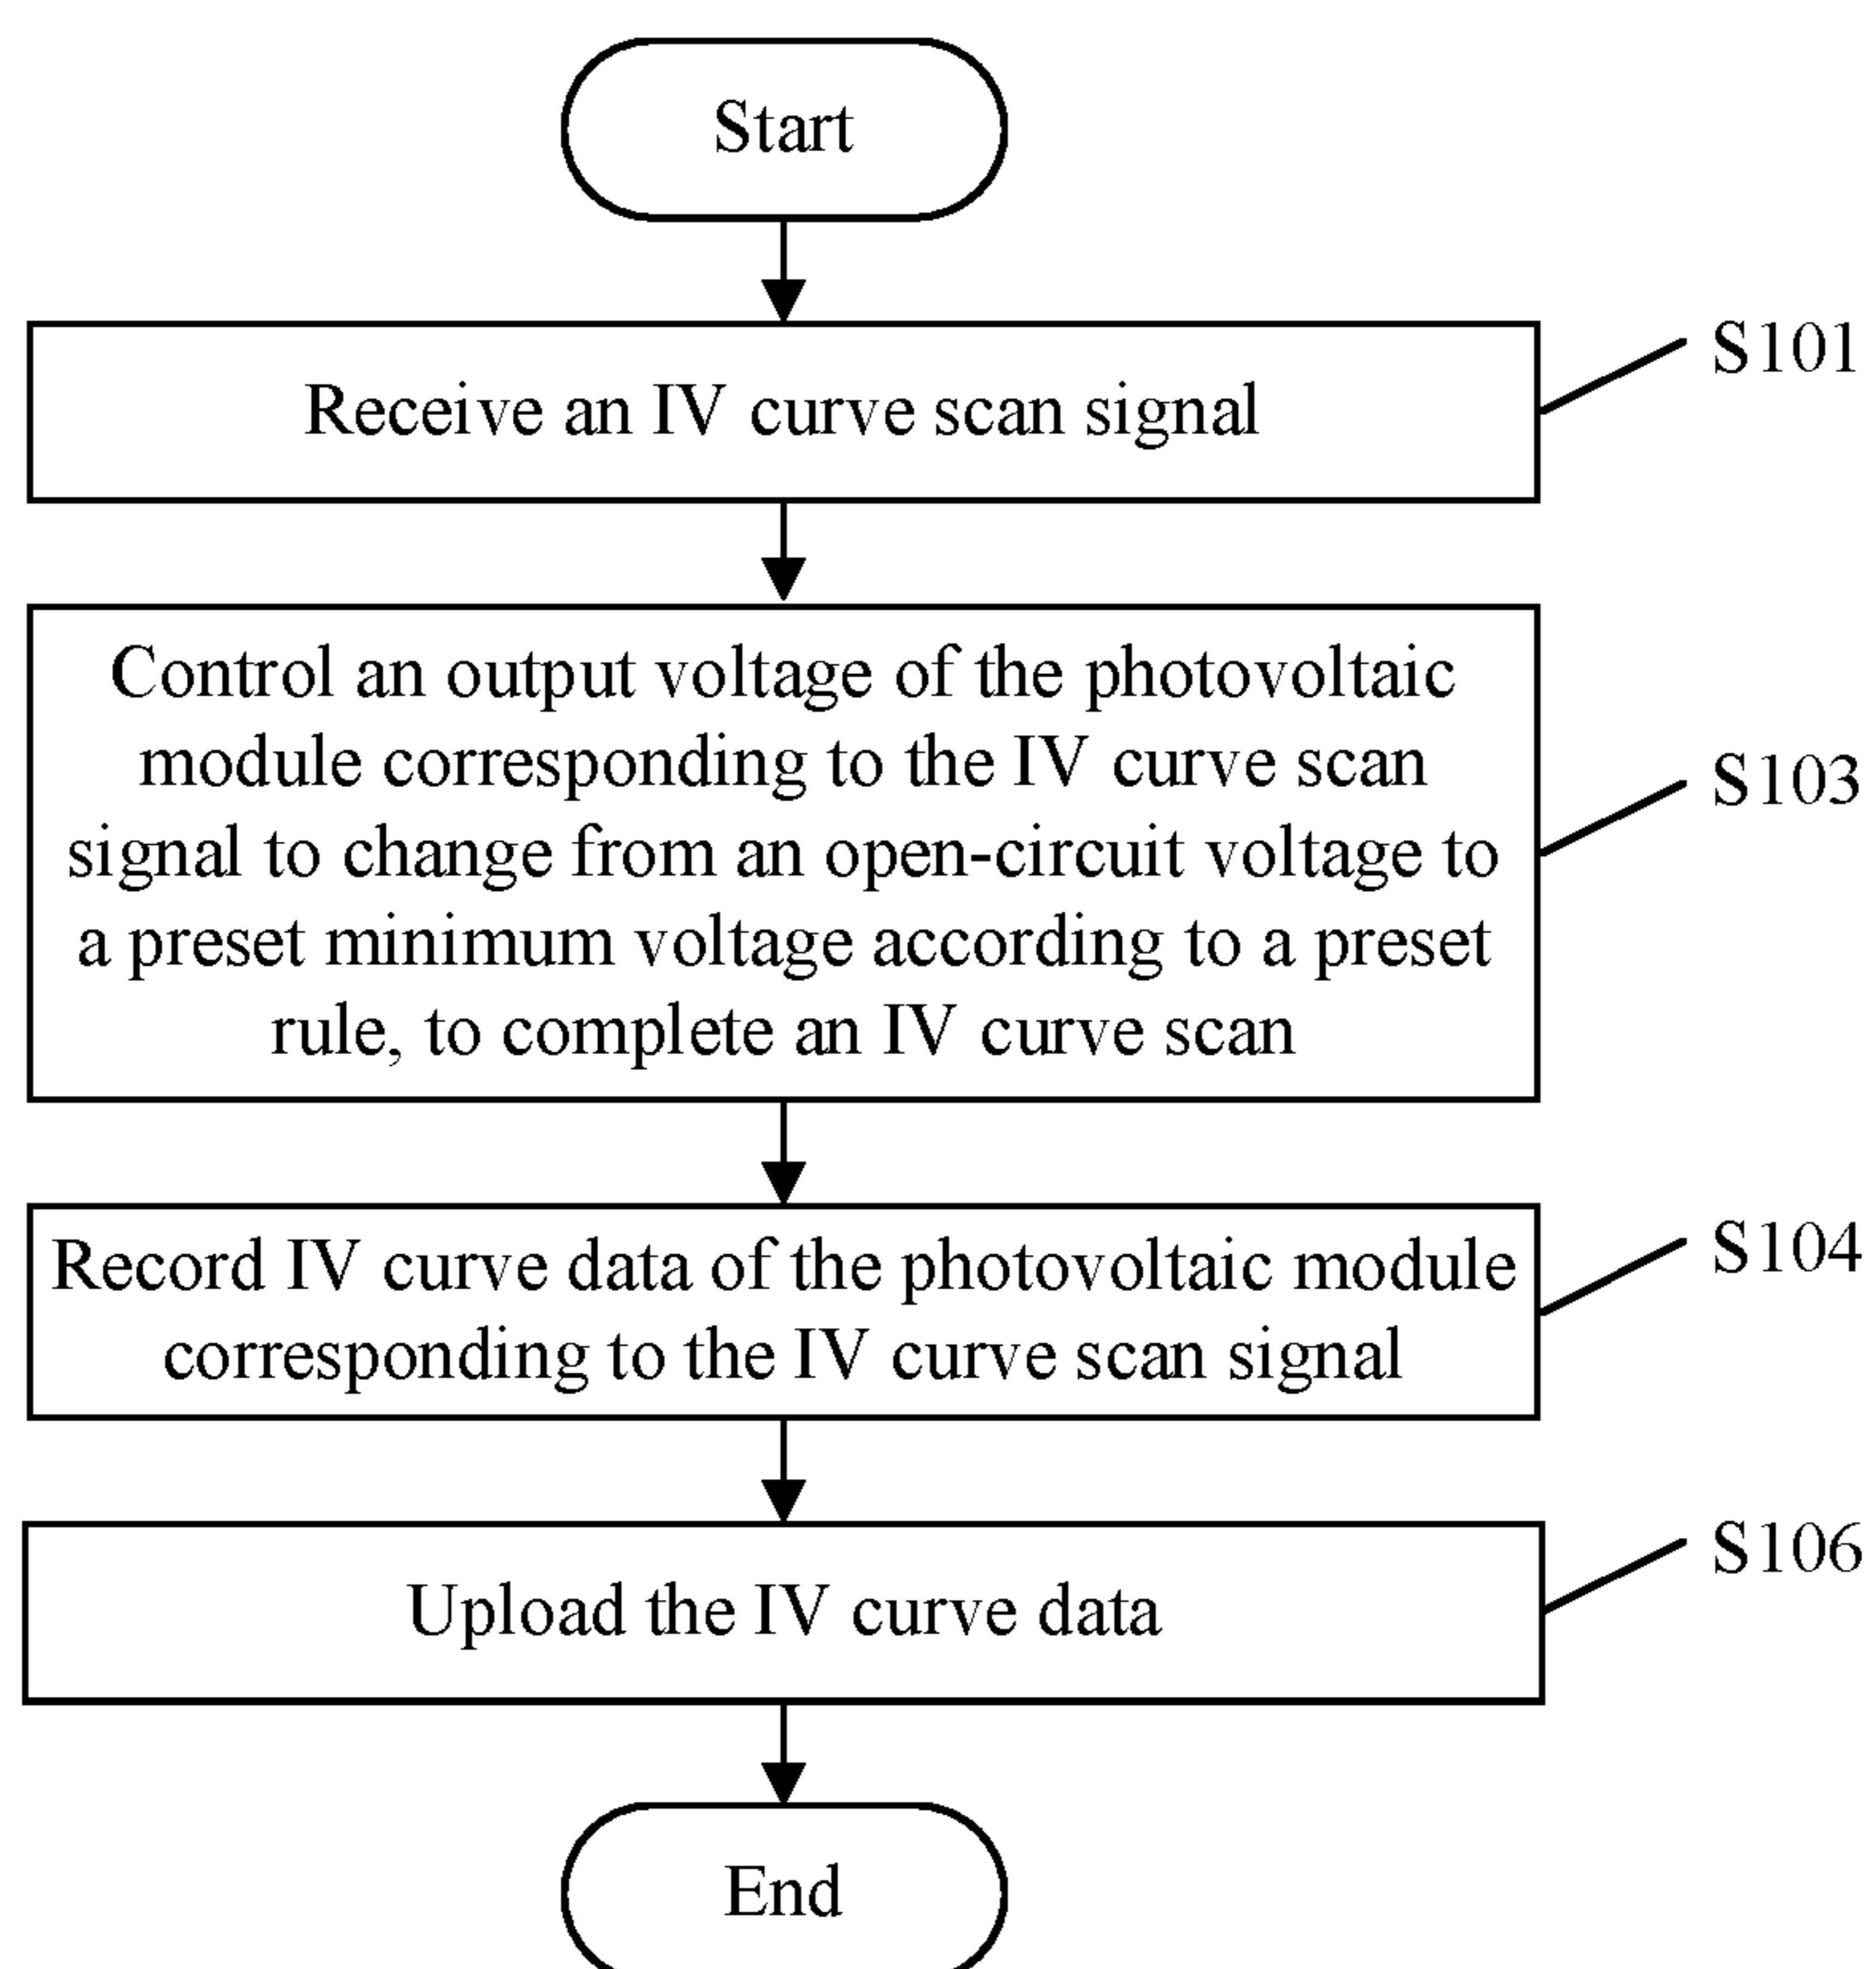 Start
Receive an IV curve scan signal
S101
Control an output voltage of the photovoltaic
module corresponding to the IV curve scan
signal to change from an open-circuit voltage to
a preset minimum voltage according to a preset
rule, to complete an IV curve scan
S103
Record IV curve data of the photovoltaic module
corresponding to the IV curve scan signal
S104
Upload the IV curve data
S106
End